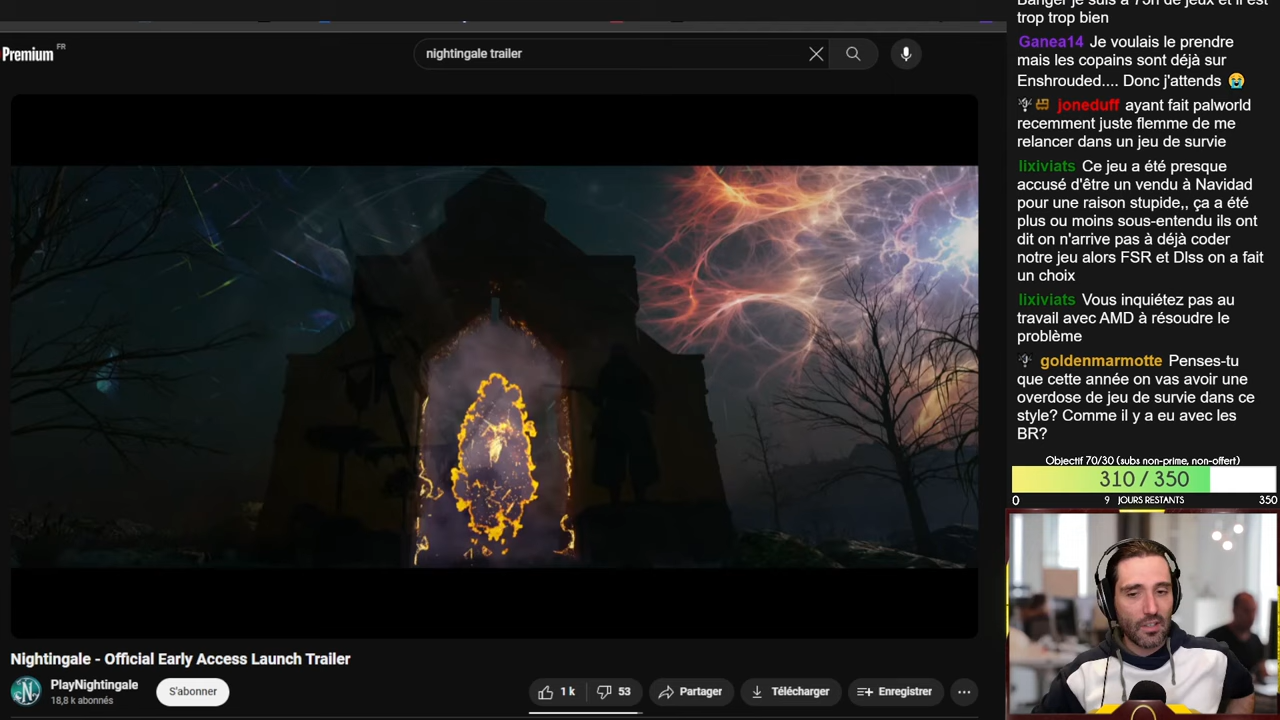 Premium FR
nightingale trailer
Nightingale - Official Early Access Launch Trailer
PlayNightingale
18,8 k abonnés
S'abonner
1 k
53
Partager
Télécharger
Enregistrer
trop trop bien
Ganea14 Je voulais le prendre
mais les copains sont déjà sur
Enshrouded.... Donc j'attends 😭
joneduff ayant fait palworld
recemment juste flemme de me
relancer dans un jeu de survie
lixiviats Ce jeu a été presque
accusé d'être un vendu à Navidad
pour une raison stupide,, ça a été
plus ou moins sous-entendu ils ont
dit on n'arrive pas à déjà coder
notre jeu alors FSR et Dlss on a fait
un choix
lixiviats Vous inquiétez pas au
travail avec AMD à résoudre le
problème
goldenmarmotte Penses-tu
que cette année on vas avoir une
overdose de jeu de survie dans ce
style? Comme il y a eu avec les
BR?
Objectif 70/30 (subs non-prime, non-offert)
310 / 350
0 9 JOURS RESTANTS 350